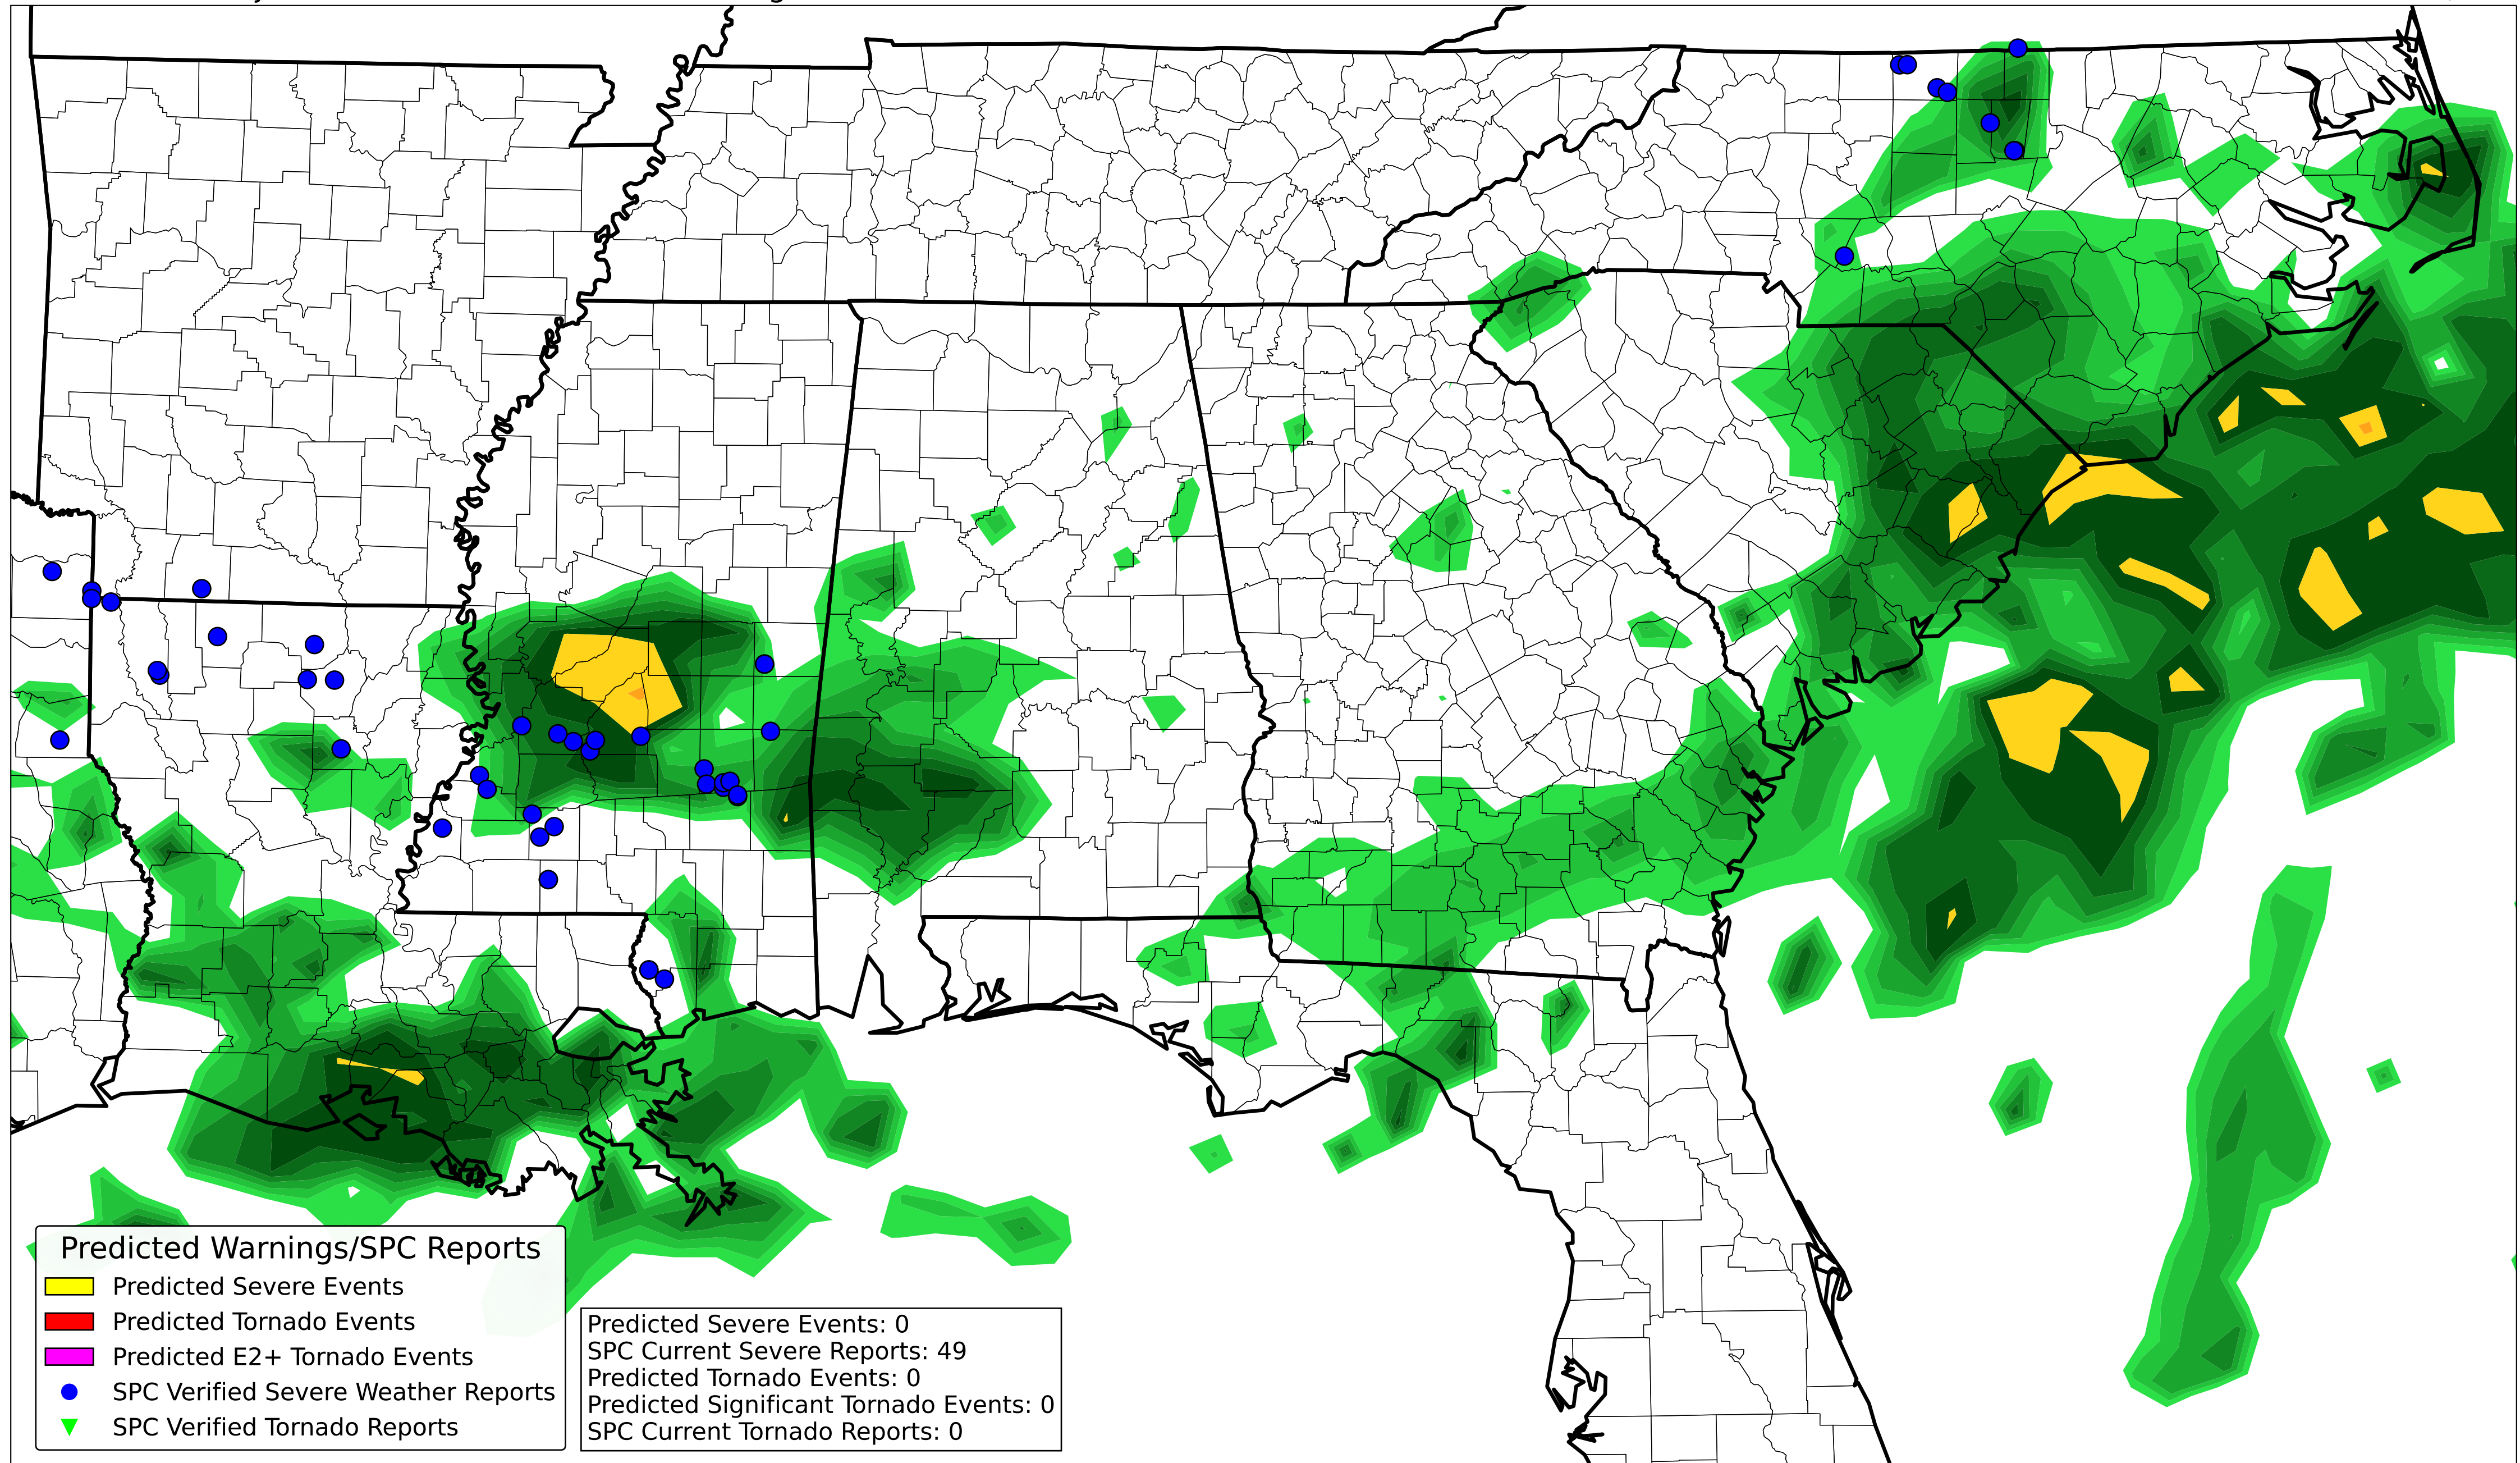 Predicted Warnings/SPC Reports
Predicted Severe Events
Predicted Tornado Events
Predicted E2+ Tornado Events
SPC Verified Severe Weather Reports
SPC Verified Tornado Reports
Predicted Severe Events: 0
SPC Current Severe Reports: 49
Predicted Tornado Events: 0
Predicted Significant Tornado Events: 0
SPC Current Tornado Reports: 0